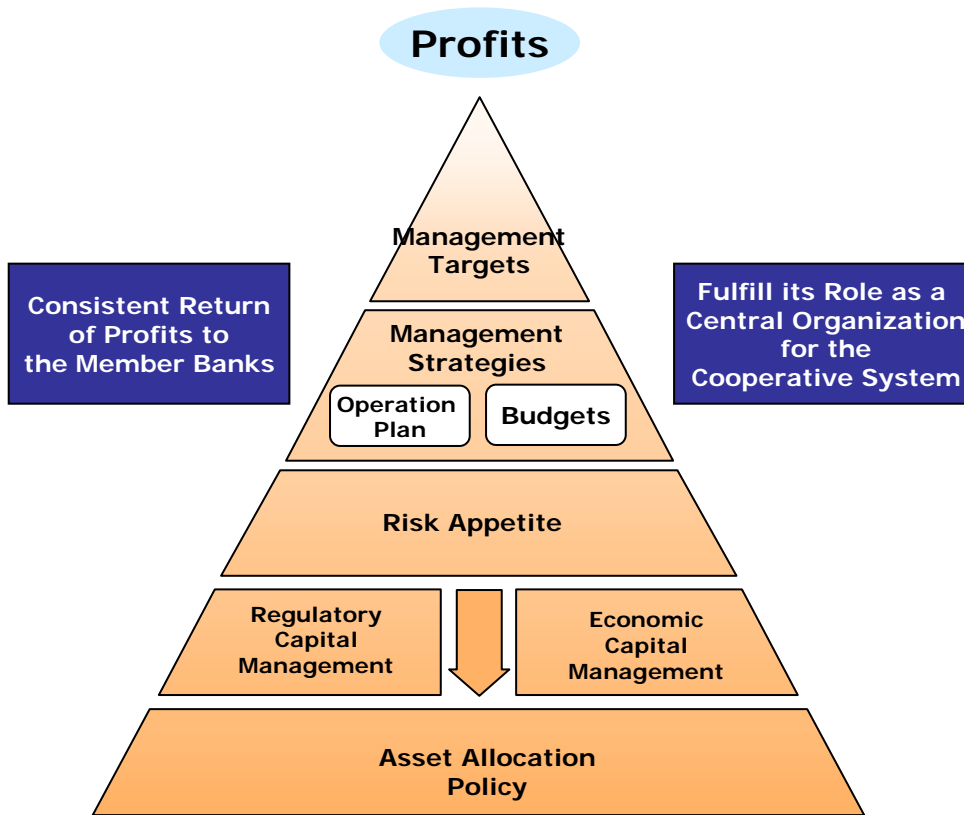 Profits
Management
Targets
Consistent Return
of Profits to
the Member Banks
Fulfill its Role as a
Central Organization
for the
Cooperative System
Management
Strategies
Operation
Plan
Budgets
Risk Appetite
Regulatory
Capital
Management
Economic
Capital
Management
Asset Allocation
Policy